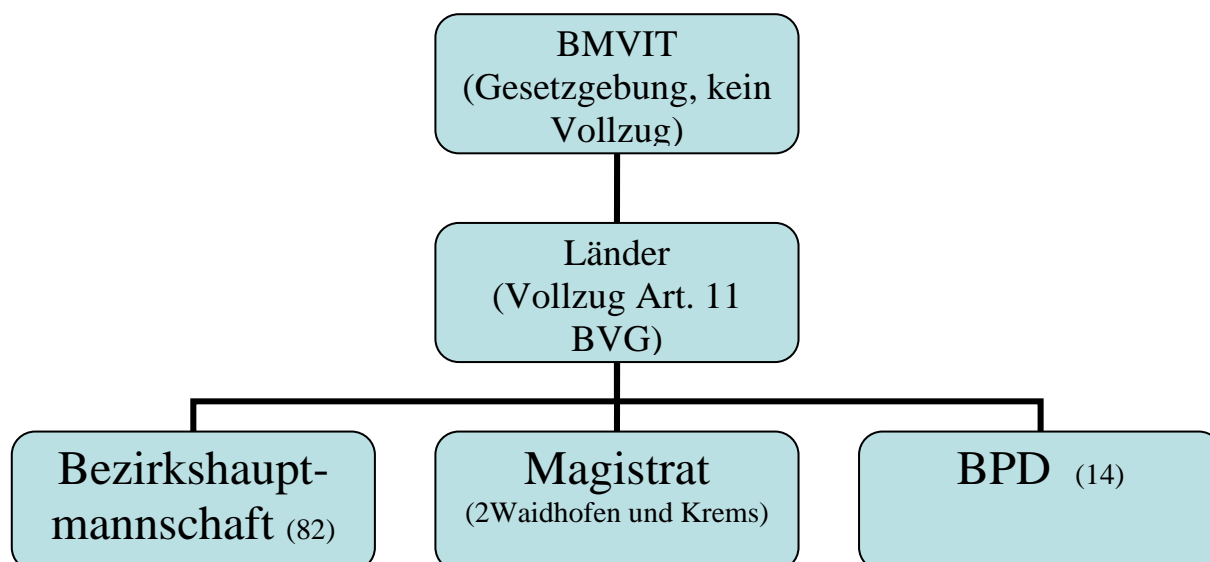 BMVIT
(Gesetzgebung, kein
Vollzug)
Länder
(Vollzug Art. 11
BVG)
Bezirkshaupt-
mannschaft (82)
Magistrat
(2Waidhofen und Krems)
BPD (14)